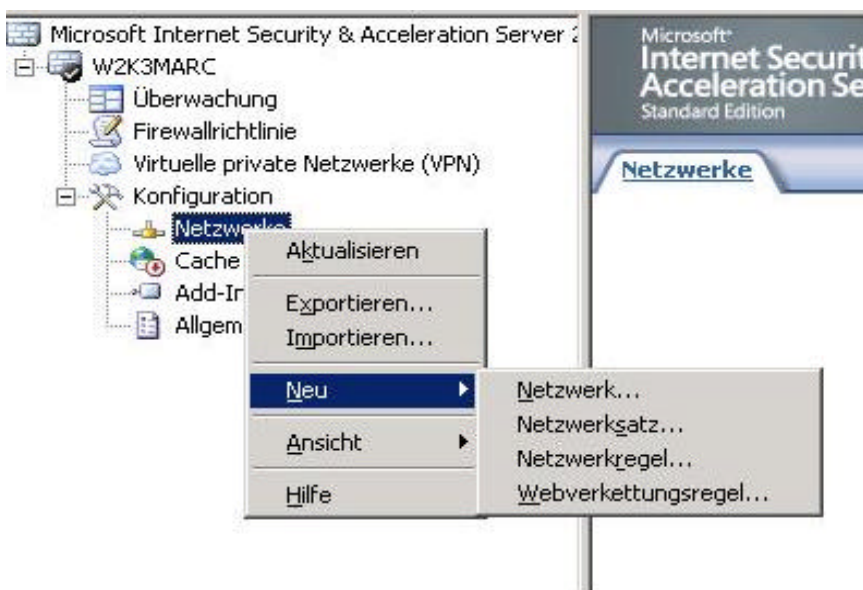 Microsoft Internet Security & Acceleration Server
W2K3MARC
Überwachung
Firewallrichtlinie
Virtuelle private Netzwerke (VPN)
Konfiguration
Netzwerke
Cache
Add-In
Allgem
Aktualisieren
Exportieren...
Importieren...
Neu
Ansicht
Hilfe
Netzwerk...
Netzwerksatz...
Netzwerkregel...
Webverkettungsregel...
Microsoft
Internet Securit
Acceleration Se
Standard Edition
Netzwerke